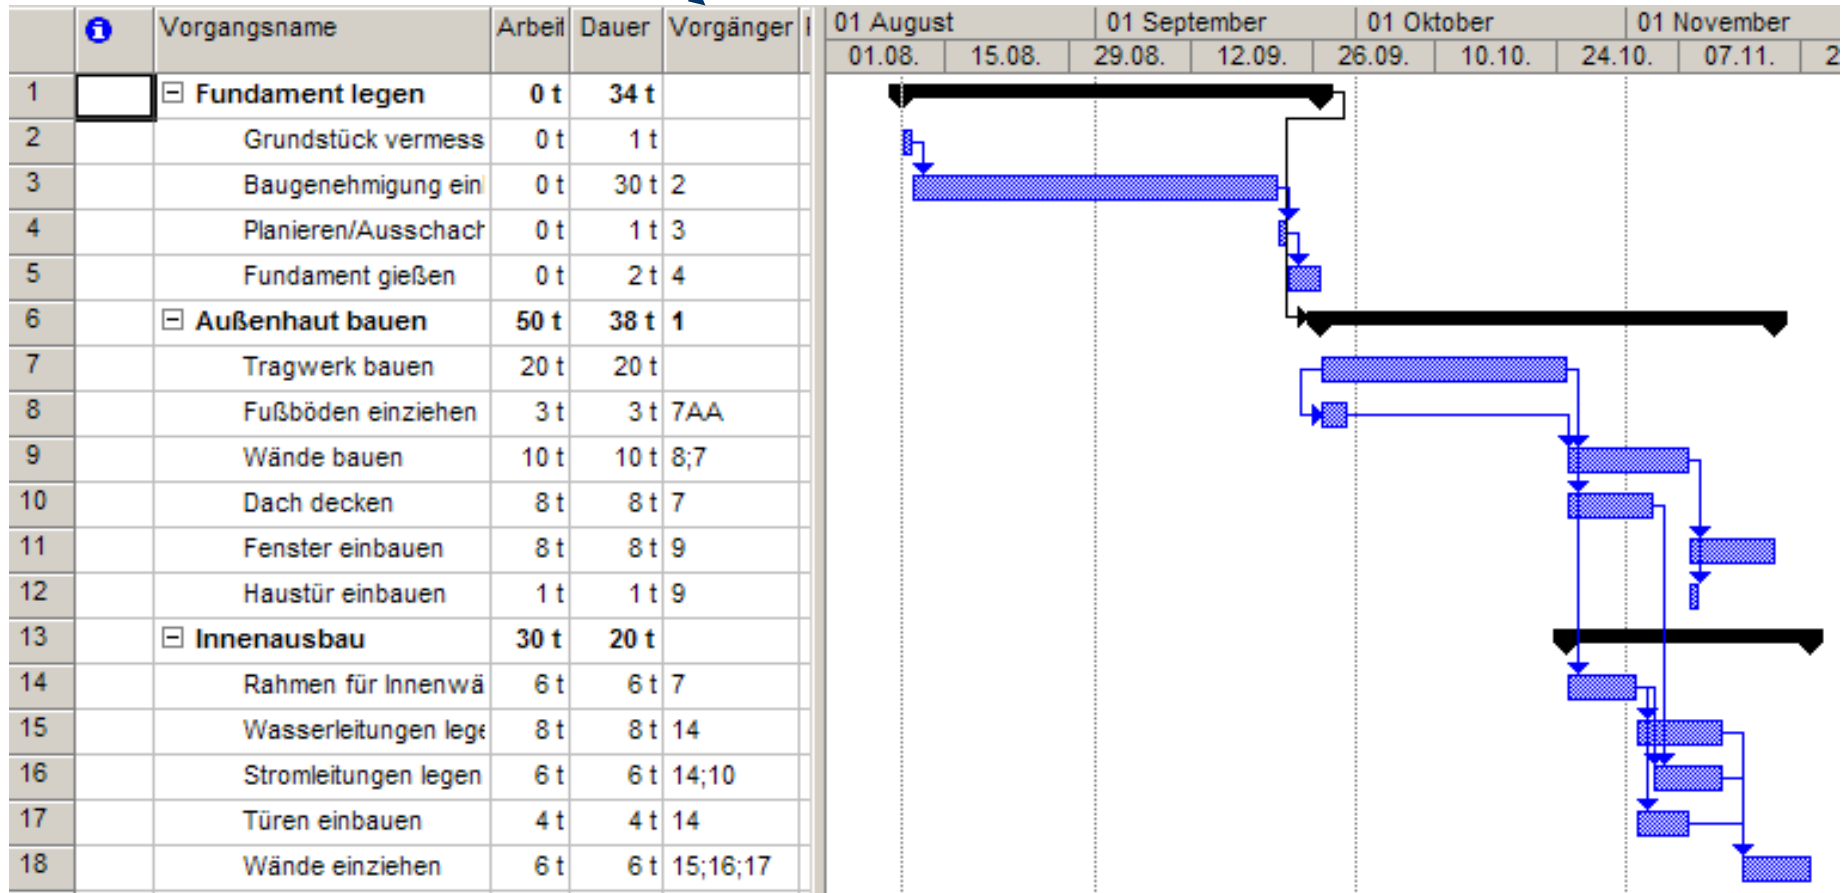 Vorgangsname Arbeit Dauer Vorgänger 01 August 01 September 01 Oktober 01 November
01.08. 15.08. 29.08. 12.09. 26.09. 10.10. 24.10. 07.11. 2
1 Fundament legen 0 t 34 t
2 Grundstück vermess 0 t 1 t
3 Baugenehmigung ein 0 t 30 t 2
4 Planieren/Ausschach 0 t 1 t 3
5 Fundament gießen 0 t 2 t 4
6 Außenhaut bauen 50 t 38 t 1
7 Tragwerk bauen 20 t 20 t
8 Fußböden einziehen 3 t 3 t 7AA
9 Wände bauen 10 t 10 t 8;7
10 Dach decken 8 t 8 t 7
11 Fenster einbauen 8 t 8 t 9
12 Haustür einbauen 1 t 1 t 9
13 Innenausbau 30 t 20 t
14 Rahmen für Innenwä 6 t 6 t 7
15 Wasserleitungen lege 8 t 8 t 14
16 Stromleitungen legen 6 t 6 t 14;10
17 Türen einbauen 4 t 4 t 14
18 Wände einziehen 6 t 6 t 15;16;17